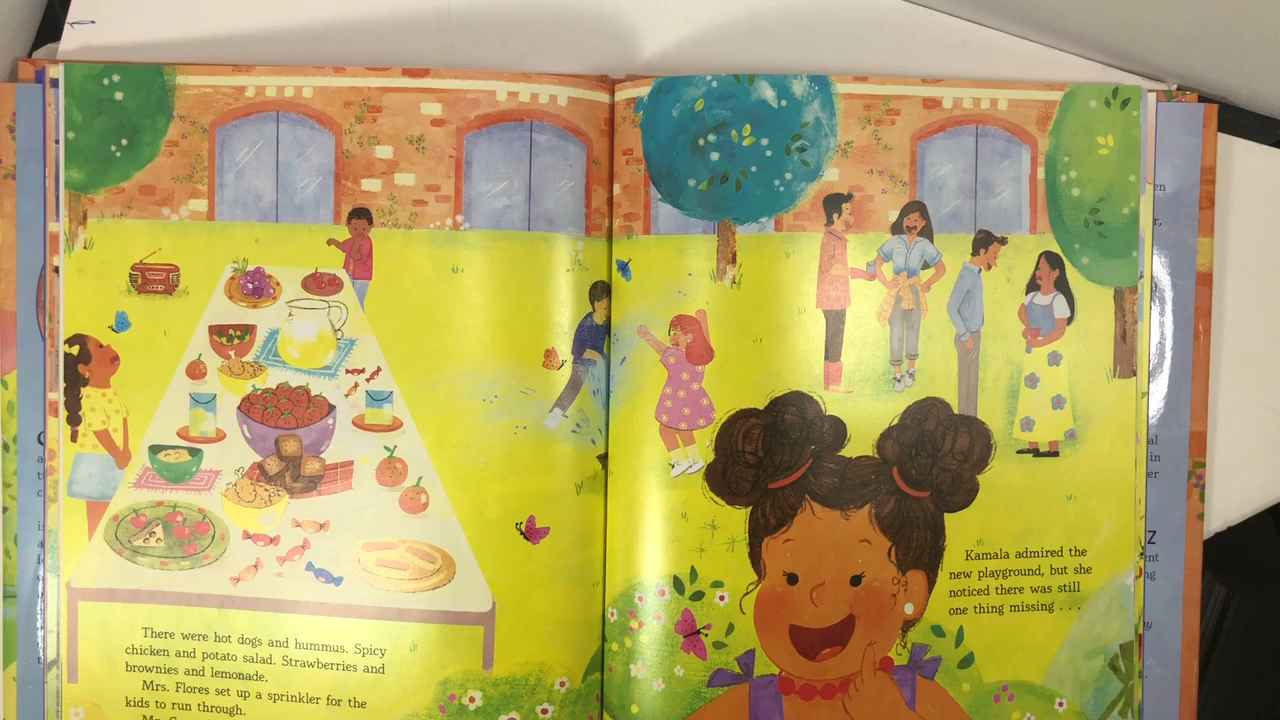 There were hot dogs and hummus. Spicy
chicken and potato salad. Strawberries and
brownies and lemonade.
Mrs. Flores set up a sprinkler for the
kids to run through.
Kamala admired the
new playground, but she
noticed there was still
one thing missing . . .